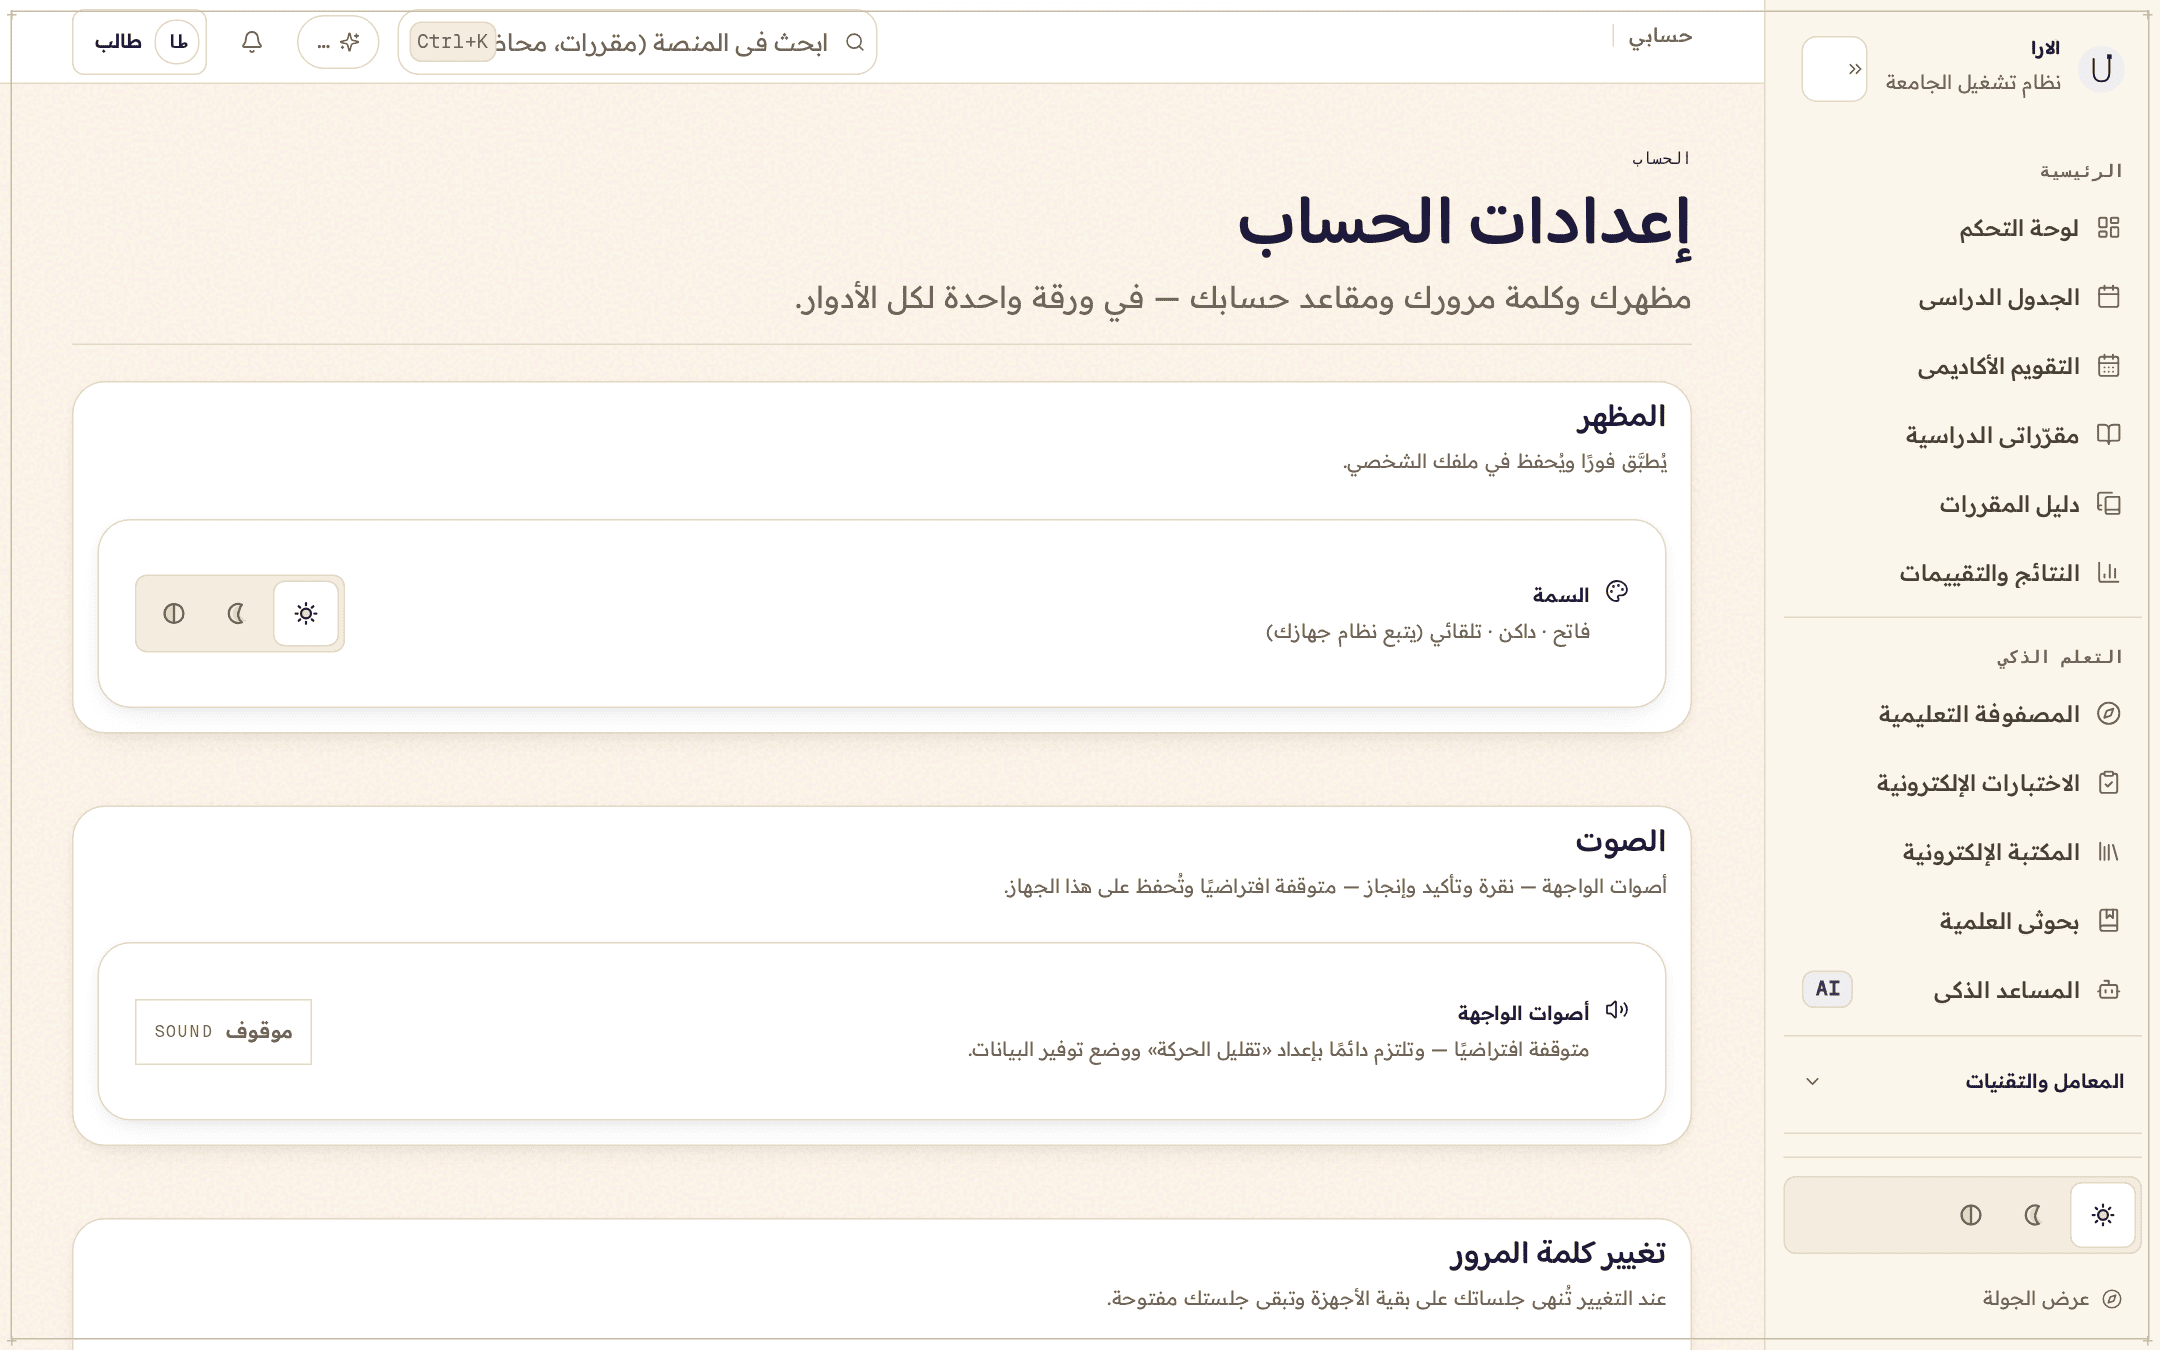 الارا
نظام تشغيل الجامعة
الرئيسية
لوحة التحكم
الجدول الدراسى
التقويم الأكاديمى
مقرّراتى الدراسية
دليل المقررات
النتائج والتقييمات
التعلم الذكي
المصفوفة التعليمية
الاختبارات الإلكترونية
المكتبة الإلكترونية
بحوثى العلمية
المساعد الذكى AI
المعامل والتقنيات
عرض الجولة
حسابي
ابحث فى المنصة (مقررات، محاض Ctrl+K
...
طا طالب
الحساب
إعدادات الحساب
مظهرك وكلمة مرورك ومقاعد حسابك — في ورقة واحدة لكل الأدوار.
المظهر
يُطبَّق فورًا ويُحفظ في ملفك الشخصي.
السمة
فاتح · داكن · تلقائي (يتبع نظام جهازك)
الصوت
أصوات الواجهة — نقرة وتأكيد وإنجاز — متوقفة افتراضيًا وتُحفظ على هذا الجهاز.
أصوات الواجهة
متوقفة افتراضيًا — وتلتزم دائمًا بإعداد «تقليل الحركة» ووضع توفير البيانات.
موقوف SOUND
تغيير كلمة المرور
عند التغيير تُنهى جلساتك على بقية الأجهزة وتبقى جلستك مفتوحة.